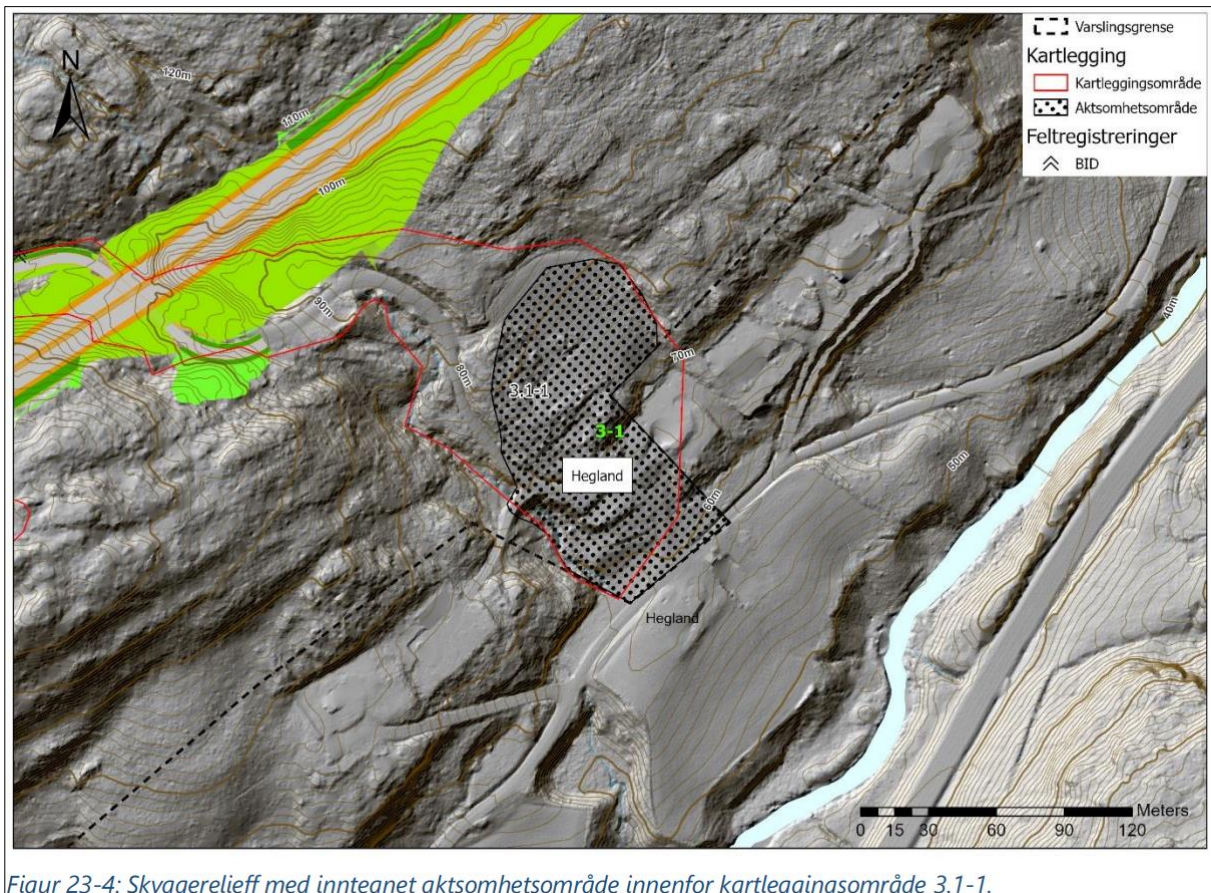 Varslingsgrense
Kartlegging
Kartleggingsområde
Aktsomhetsområde
Feltregistreringer
BID
N
120m
110m
100m
90m
80m
70m
3.1-1
3-1
Hegland
60m
50m
40m
Hegland
Meters
0 15 30 60 90 120
Figur 23-4: Skyggerelieff med inntegnet aktsomhetsområde innenfor kartleggingsområde 3.1-1.